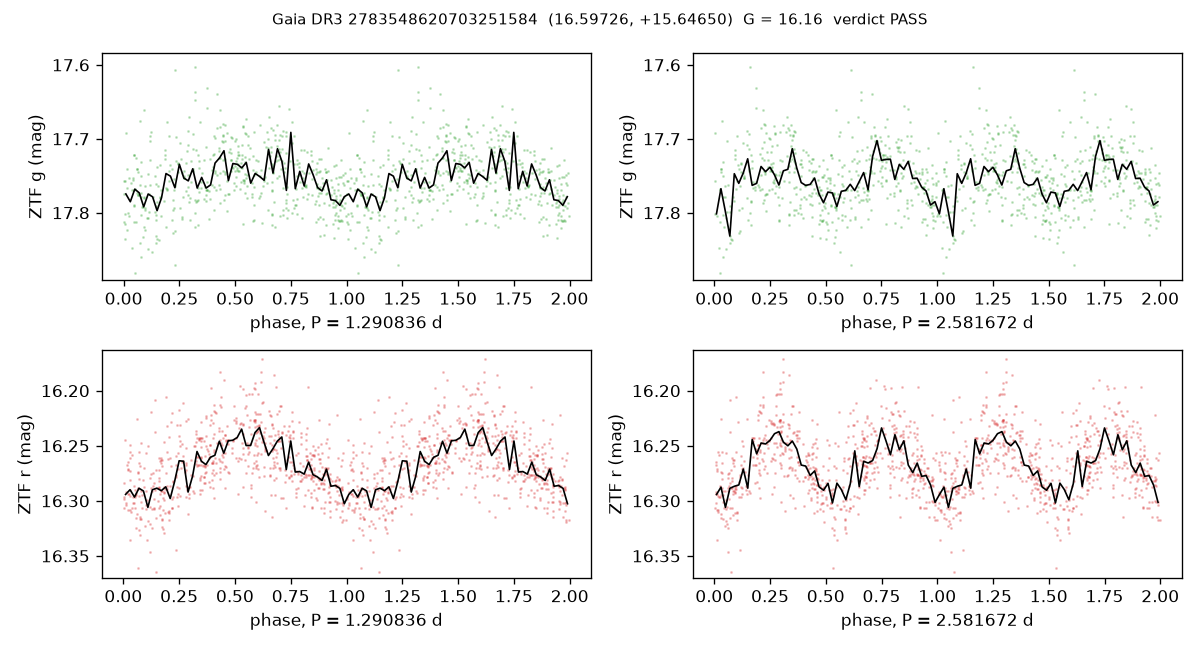 Gaia DR3 2783548620703251584  (16.59726, +15.64650)  G = 16.16  verdict PASS
17.6
17.7
17.8
ZTF g (mag)
0.00 0.25 0.50 0.75 1.00 1.25 1.50 1.75 2.00
phase, P = 1.290836 d
17.6
17.7
17.8
ZTF g (mag)
0.00 0.25 0.50 0.75 1.00 1.25 1.50 1.75 2.00
phase, P = 2.581672 d
16.20
16.25
16.30
16.35
ZTF r (mag)
0.00 0.25 0.50 0.75 1.00 1.25 1.50 1.75 2.00
phase, P = 1.290836 d
16.20
16.25
16.30
16.35
ZTF r (mag)
0.00 0.25 0.50 0.75 1.00 1.25 1.50 1.75 2.00
phase, P = 2.581672 d